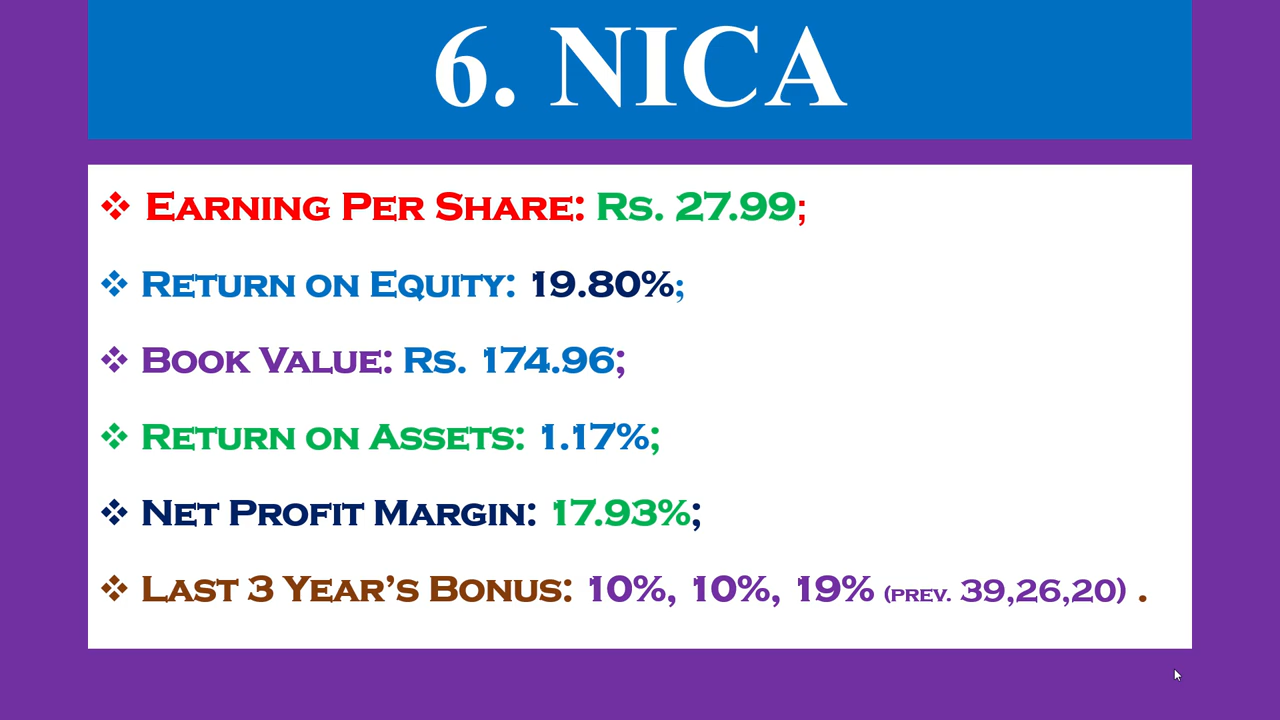 6. NICA
❖ Earning Per Share: Rs. 27.99;
❖ Return on Equity: 19.80%;
❖ Book Value: Rs. 174.96;
❖ Return on Assets: 1.17%;
❖ Net Profit Margin: 17.93%;
❖ Last 3 Year’s Bonus: 10%, 10%, 19% (prev. 39,26,20) .